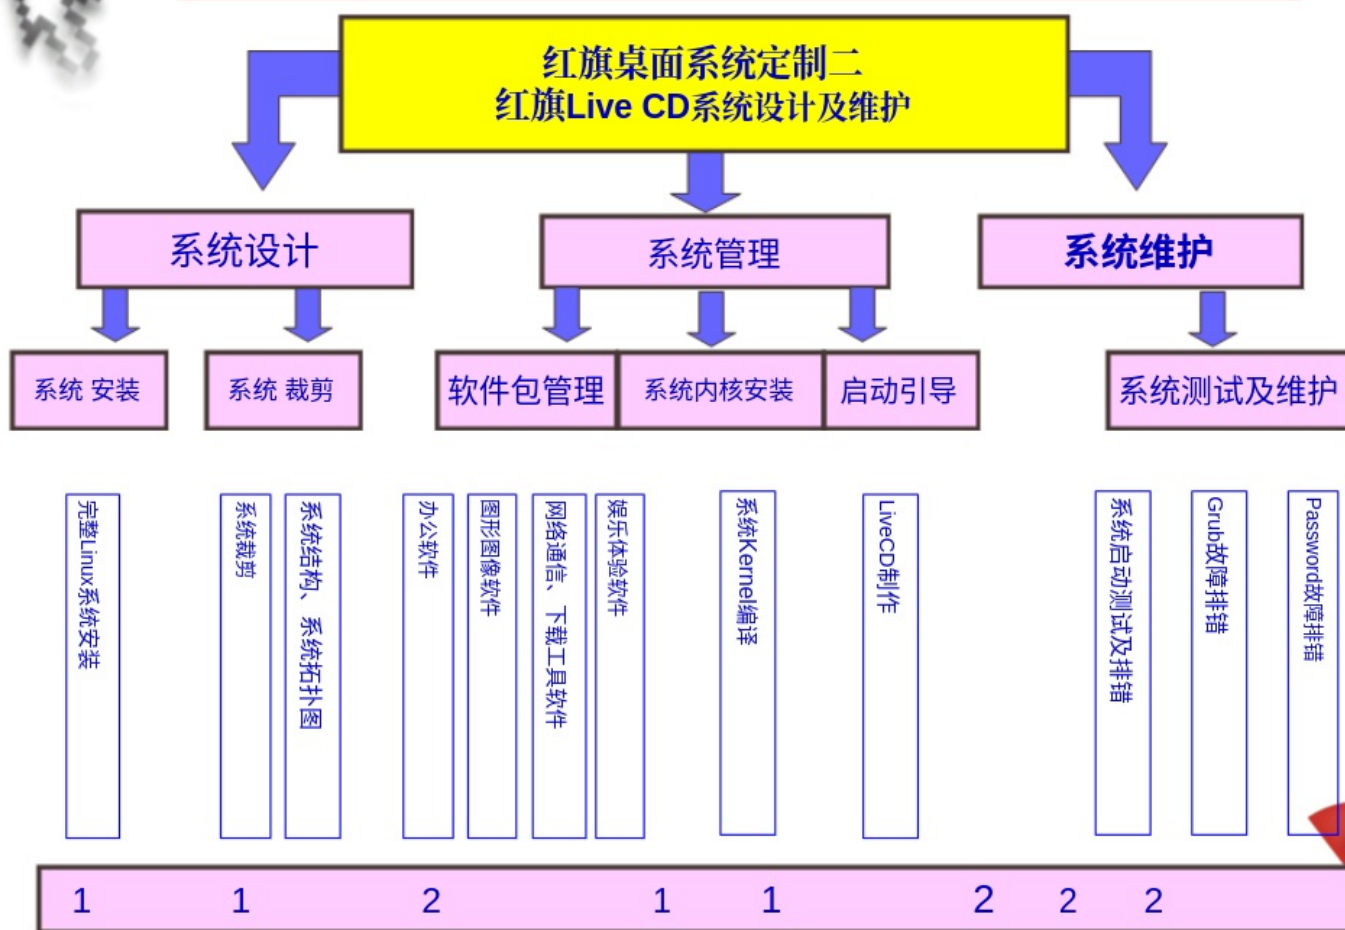 红旗桌面系统定制二
红旗Live CD系统设计及维护
系统设计
系统管理
系统维护
系统 安装
系统 裁剪
软件包管理
系统内核安装
启动引导
系统测试及维护
完整Linux系统安装
系统裁剪
系统结构、系统拓扑图
办公软件
图形图像软件
网络通信、下载工具软件
娱乐体验软件
系统Kernel编译
LiveCD制作
系统启动测试及排错
Grub故障排错
Password故障排错
1 1 2 1 1 2 2 2